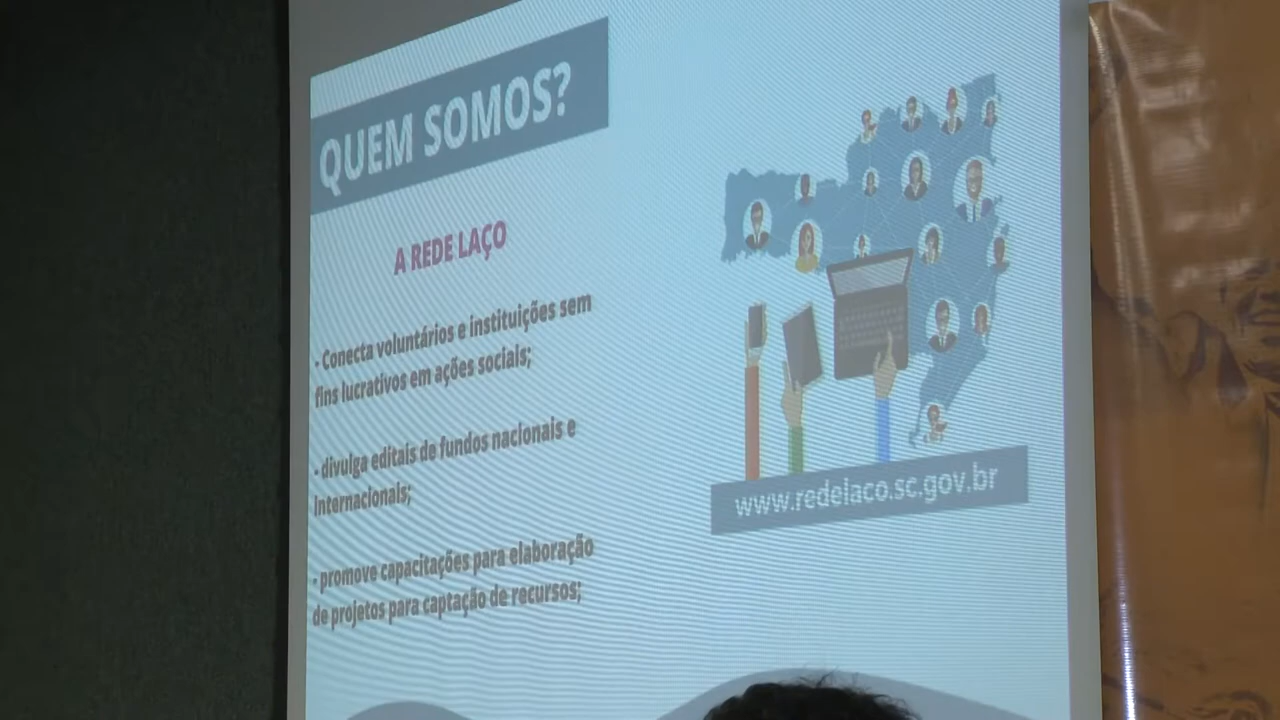 QUEM SOMOS?
A REDE LAÇO
- Conecta voluntários e instituições sem
fins lucrativos em ações sociais;
- divulga editais de fundos nacionais e
internacionais;
- promove capacitações para elaboração
de projetos para captação de recursos;
www.redelaco.sc.gov.br